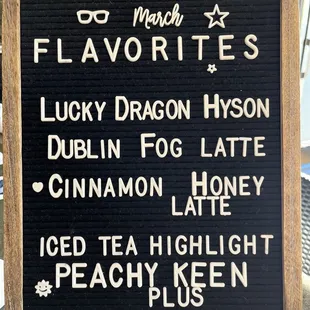 March
FLAVORITES
LUCKY DRAGON HYSON
DUBLIN FOG LATTE
CINNAMON HONEY
LATTE
ICED TEA HIGHLIGHT
PEACHY KEEN
PLUS